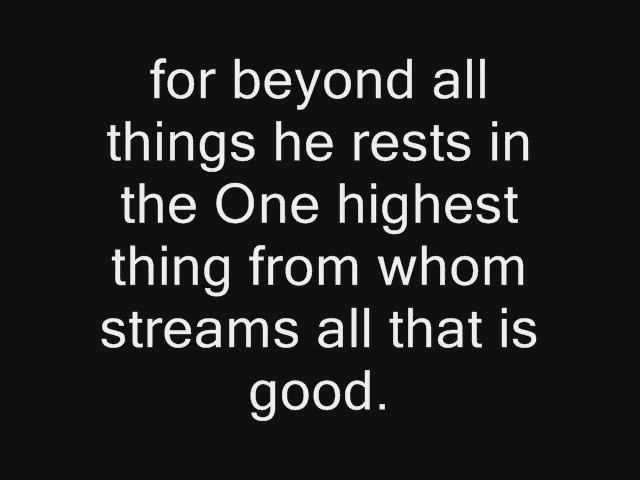 for beyond all
things he rests in
the One highest
thing from whom
streams all that is
good.